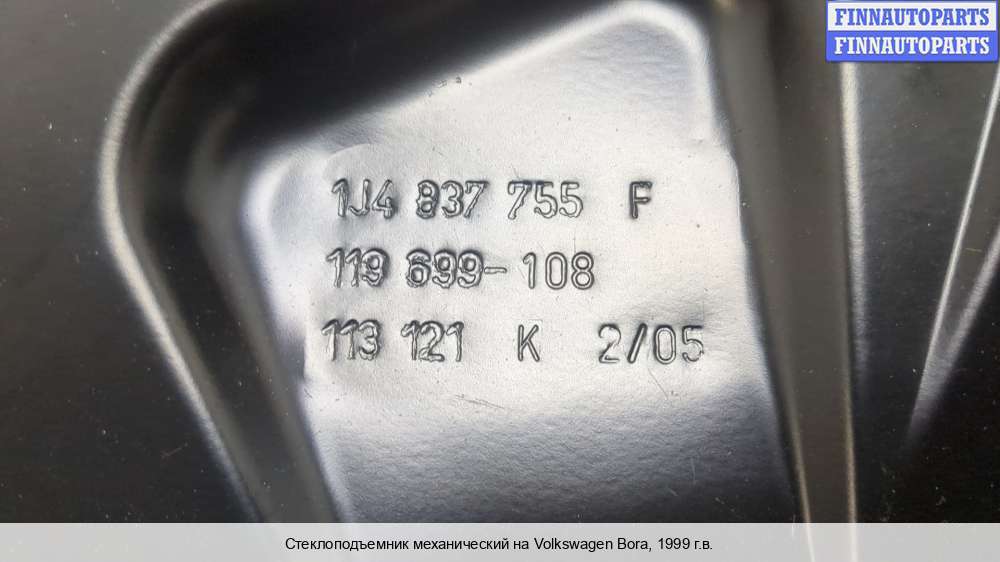 FINNAUTOPARTS
FINNAUTOPARTS
1J4 837 755 F
119 699-108
113 121 K 2/05
Стеклоподъемник механический на Volkswagen Bora, 1999 г.в.